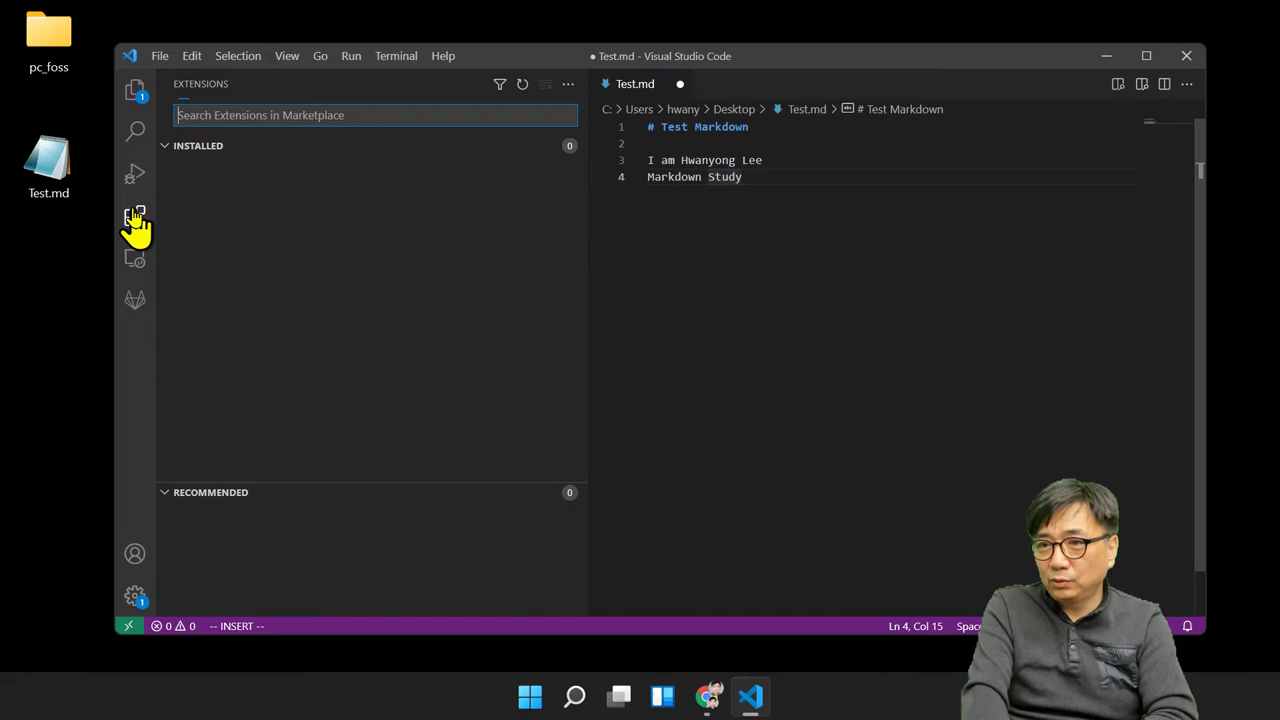 pc_foss
Test.md
File Edit Selection View Go Run Terminal Help
● Test.md - Visual Studio Code
EXTENSIONS
Search Extensions in Marketplace
INSTALLED
0
RECOMMENDED
0
1
1
Test.md
C: > Users > hwany > Desktop > Test.md > # Test Markdown
1 # Test Markdown
2
3 I am Hwanyong Lee
4 Markdown Study
0 0 -- INSERT --
Ln 4, Col 15